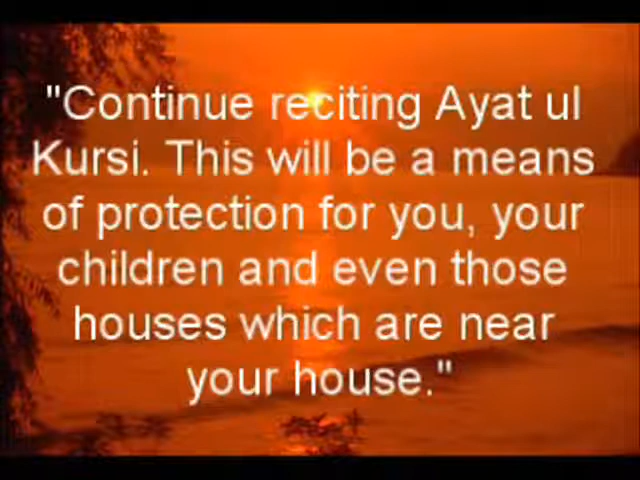 "Continue reciting Ayat ul
Kursi. This will be a means
of protection for you, your
children and even those
houses which are near
your house."